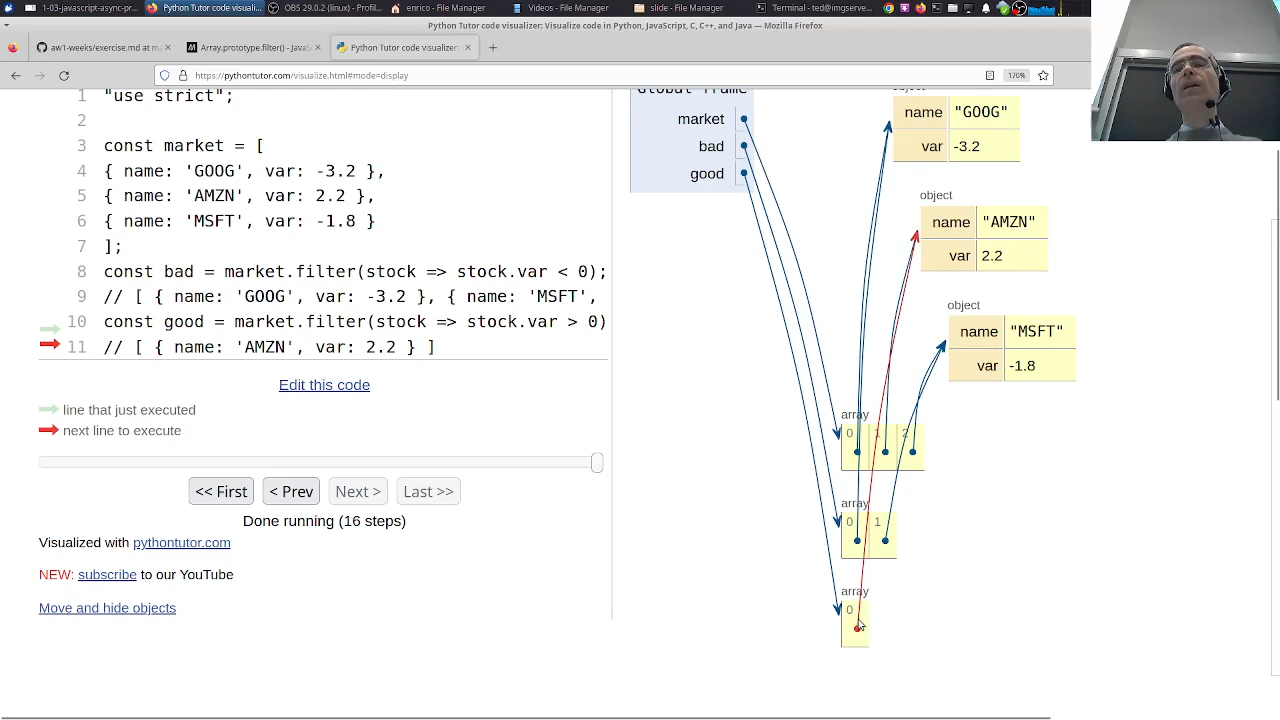 1-03-javascript-async-pr...
Python Tutor code visual...
OBS 29.0.2 (linux) - Profil...
enrico - File Manager
Videos - File Manager
slide - File Manager
Terminal - ted@imgserve...
Python Tutor code visualizer: Visualize code in Python, JavaScript, C, C++, and Java — Mozilla Firefox
aw1-weeks/exercise.md at ma
Array.prototype.filter() - JavaSc
Python Tutor code visualizer:
https://pythontutor.com/visualize.html#mode=display
170%
1 "use strict";
2
3 const market = [
4 { name: 'GOOG', var: -3.2 },
5 { name: 'AMZN', var: 2.2 },
6 { name: 'MSFT', var: -1.8 }
7 ];
8 const bad = market.filter(stock => stock.var < 0);
9 // [ { name: 'GOOG', var: -3.2 }, { name: 'MSFT',
10 const good = market.filter(stock => stock.var > 0)
11 // [ { name: 'AMZN', var: 2.2 } ]
Edit this code
line that just executed
next line to execute
<< First
< Prev
Next >
Last >>
Done running (16 steps)
Visualized with pythontutor.com
NEW: subscribe to our YouTube
Move and hide objects
Global frame
market
bad
good
object
name "GOOG"
var -3.2
object
name "AMZN"
var 2.2
object
name "MSFT"
var -1.8
array
0 1 2
array
0 1
array
0